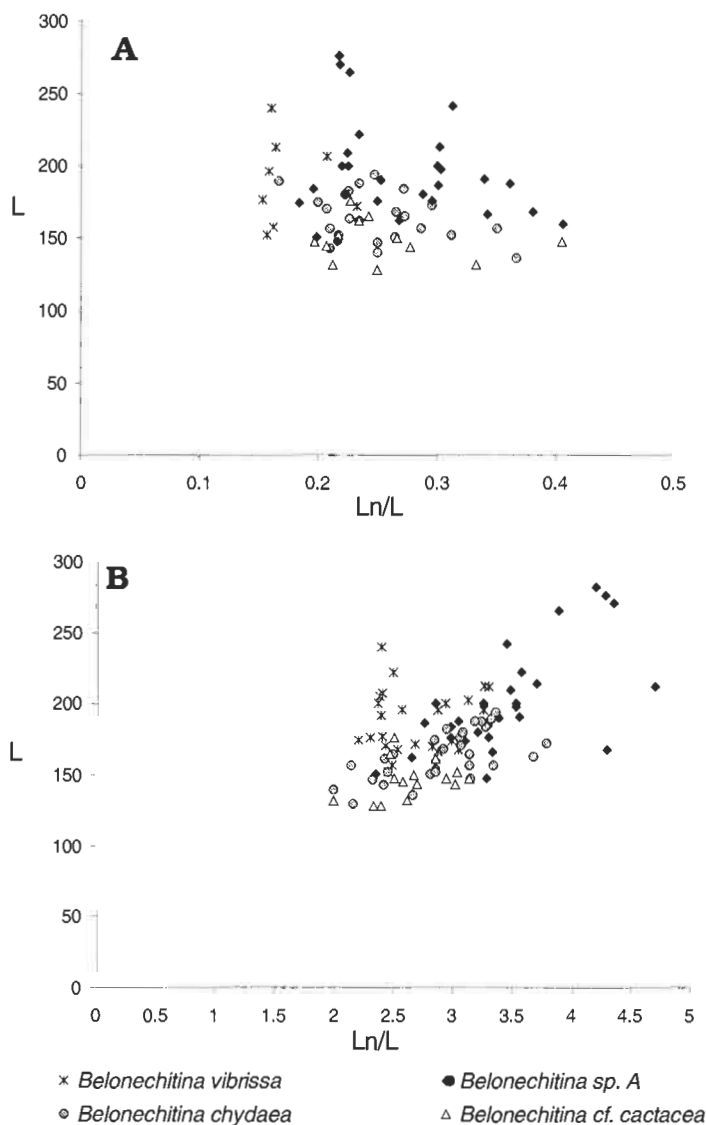 A
300
250
200
150
100
50
0
L
0 0.1 0.2 0.3 0.4 0.5
Ln/L
B
300
250
200
150
100
50
0
L
0 0.5 1 1.5 2 2.5 3 3.5 4 4.5 5
Ln/L
Belonechitina vibrissa Belonechitina sp. A
Belonechitina chydaea Belonechitina cf. cactacea